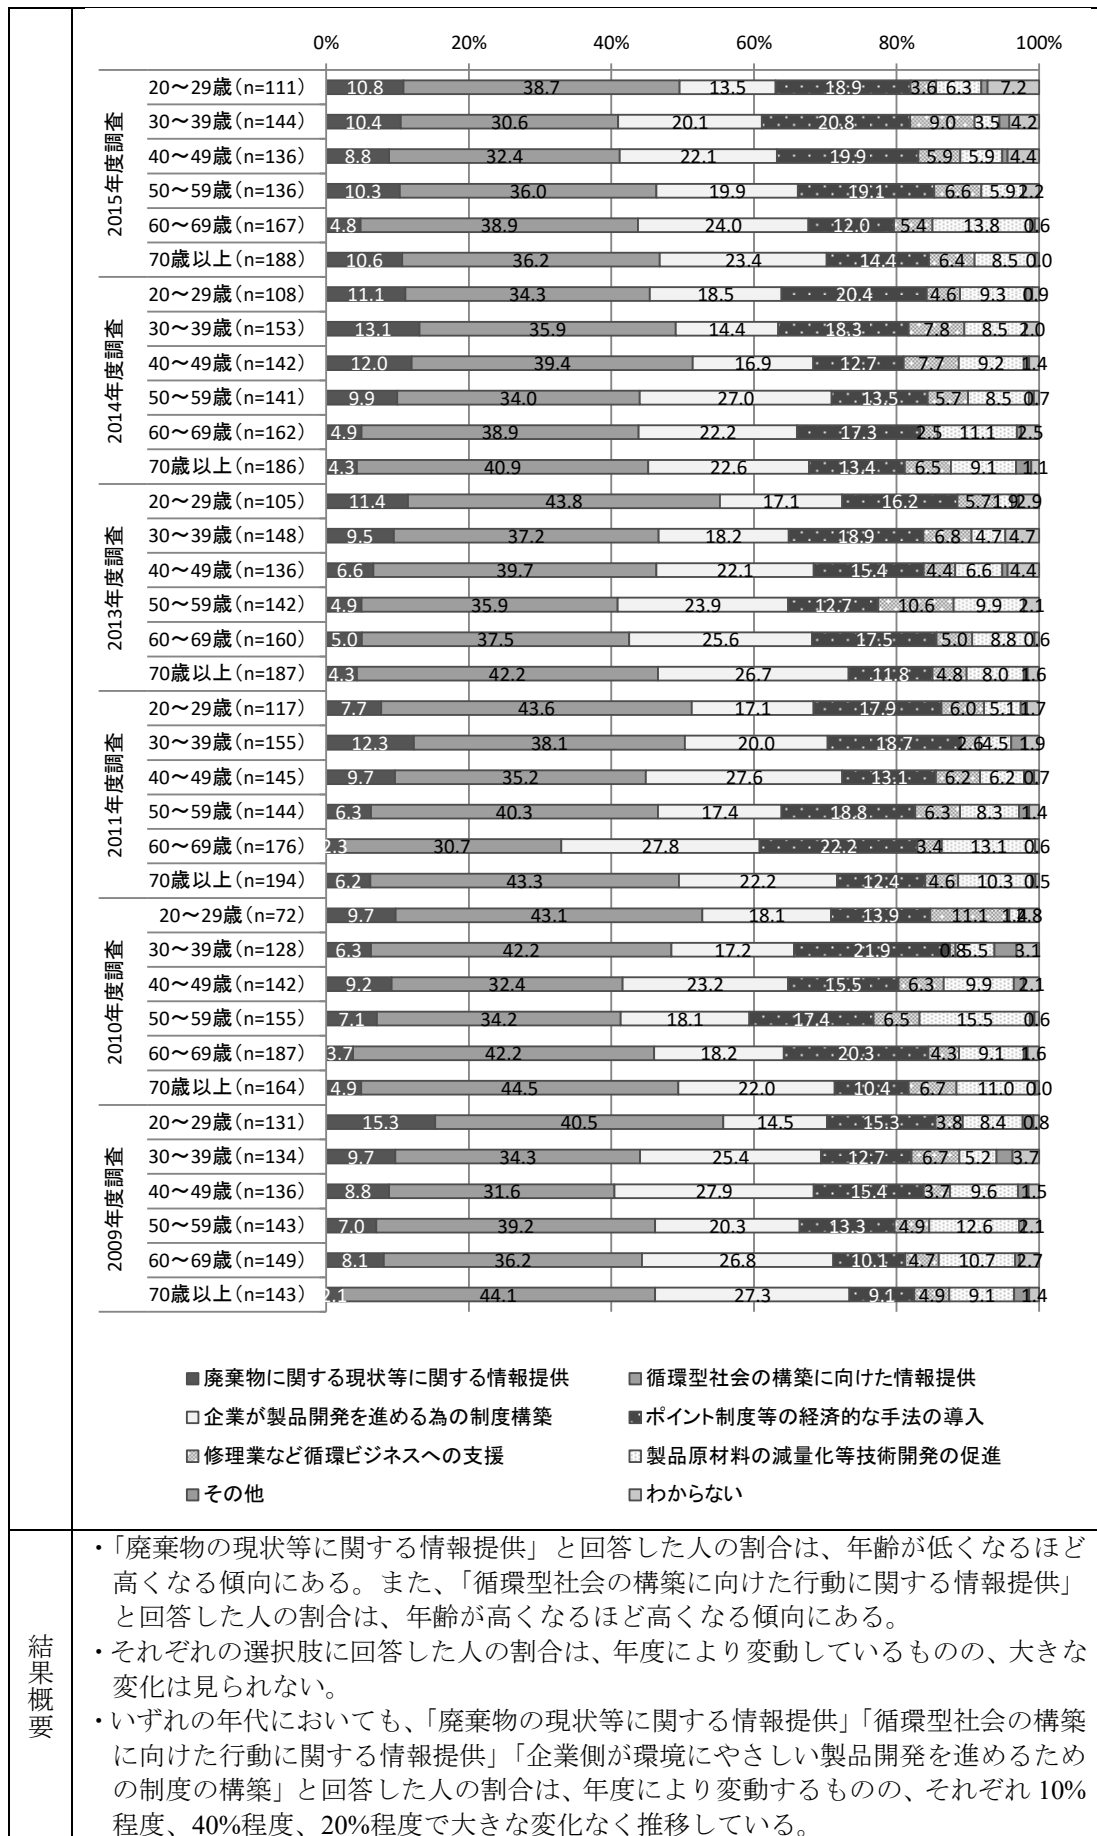 0% 20% 40% 60% 80% 100%
2015年度調査
20～29歳(n=111) 10.8 38.7 13.5 18.9 3.6 6.3 7.2
30～39歳(n=144) 10.4 30.6 20.1 20.8 9.0 3.5 4.2
40～49歳(n=136) 8.8 32.4 22.1 19.9 5.9 5.9 4.4
50～59歳(n=136) 10.3 36.0 19.9 19.1 6.6 5.9 2.2
60～69歳(n=167) 4.8 38.9 24.0 12.0 5.4 13.8 0.6
70歳以上(n=188) 10.6 36.2 23.4 14.4 6.4 8.5 0.0
2014年度調査
20～29歳(n=108) 11.1 34.3 18.5 20.4 4.6 9.3 0.9
30～39歳(n=153) 13.1 35.9 14.4 18.3 7.8 8.5 2.0
40～49歳(n=142) 12.0 39.4 16.9 12.7 7.7 9.2 1.4
50～59歳(n=141) 9.9 34.0 27.0 13.5 5.7 8.5 0.7
60～69歳(n=162) 4.9 38.9 22.2 17.3 2.5 11.1 2.5
70歳以上(n=186) 4.3 40.9 22.6 13.4 6.5 9.1 1.1
2013年度調査
20～29歳(n=105) 11.4 43.8 17.1 16.2 5.7 1.9 2.9
30～39歳(n=148) 9.5 37.2 18.2 18.9 6.8 4.7 4.7
40～49歳(n=136) 6.6 39.7 22.1 15.4 4.4 6.6 4.4
50～59歳(n=142) 4.9 35.9 23.9 12.7 10.6 9.9 2.1
60～69歳(n=160) 5.0 37.5 25.6 17.5 5.0 8.8 0.6
70歳以上(n=187) 4.3 42.2 26.7 11.8 4.8 8.0 1.6
2011年度調査
20～29歳(n=117) 7.7 43.6 17.1 17.9 6.0 5.1 1.7
30～39歳(n=155) 12.3 38.1 20.0 18.7 2.6 4.5 1.9
40～49歳(n=145) 9.7 35.2 27.6 13.1 6.2 6.2 0.7
50～59歳(n=144) 6.3 40.3 17.4 18.8 6.3 8.3 1.4
60～69歳(n=176) 2.3 30.7 27.8 22.2 3.4 13.1 0.6
70歳以上(n=194) 6.2 43.3 22.2 12.4 4.6 10.3 0.5
2010年度調査
20～29歳(n=72) 9.7 43.1 18.1 13.9 11.1 1.4 2.8
30～39歳(n=128) 6.3 42.2 17.2 21.9 0.8 5.5 3.1
40～49歳(n=142) 9.2 32.4 23.2 15.5 6.3 9.9 2.1
50～59歳(n=155) 7.1 34.2 18.1 17.4 6.5 15.5 0.6
60～69歳(n=187) 3.7 42.2 18.2 20.3 4.3 9.1 1.6
70歳以上(n=164) 4.9 44.5 22.0 10.4 6.7 11.0 0.0
2009年度調査
20～29歳(n=131) 15.3 40.5 14.5 15.3 3.8 8.4 0.8
30～39歳(n=134) 9.7 34.3 25.4 12.7 6.7 5.2 3.7
40～49歳(n=136) 8.8 31.6 27.9 15.4 3.7 9.6 1.5
50～59歳(n=143) 7.0 39.2 20.3 13.3 4.9 12.6 2.1
60～69歳(n=149) 8.1 36.2 26.8 10.1 4.7 10.7 2.7
70歳以上(n=143) 2.1 44.1 27.3 9.1 4.9 9.1 1.4
廃棄物に関する現状等に関する情報提供 循環型社会の構築に向けた情報提供
企業が製品開発を進める為の制度構築 ポイント制度等の経済的な手法の導入
修理業など循環ビジネスへの支援 製品原材料の減量化等技術開発の促進
その他 わからない
結果概要
・「廃棄物の現状等に関する情報提供」と回答した人の割合は、年齢が低くなるほど
高くなる傾向にある。また、「循環型社会の構築に向けた行動に関する情報提供」
と回答した人の割合は、年齢が高くなるほど高くなる傾向にある。
・それぞれの選択肢に回答した人の割合は、年度により変動しているものの、大きな
変化は見られない。
・いずれの年代においても、「廃棄物の現状等に関する情報提供」「循環型社会の構築
に向けた行動に関する情報提供」「企業側が環境にやさしい製品開発を進めるため
の制度の構築」と回答した人の割合は、年度により変動するものの、それぞれ 10%
程度、40%程度、20%程度で大きな変化なく推移している。